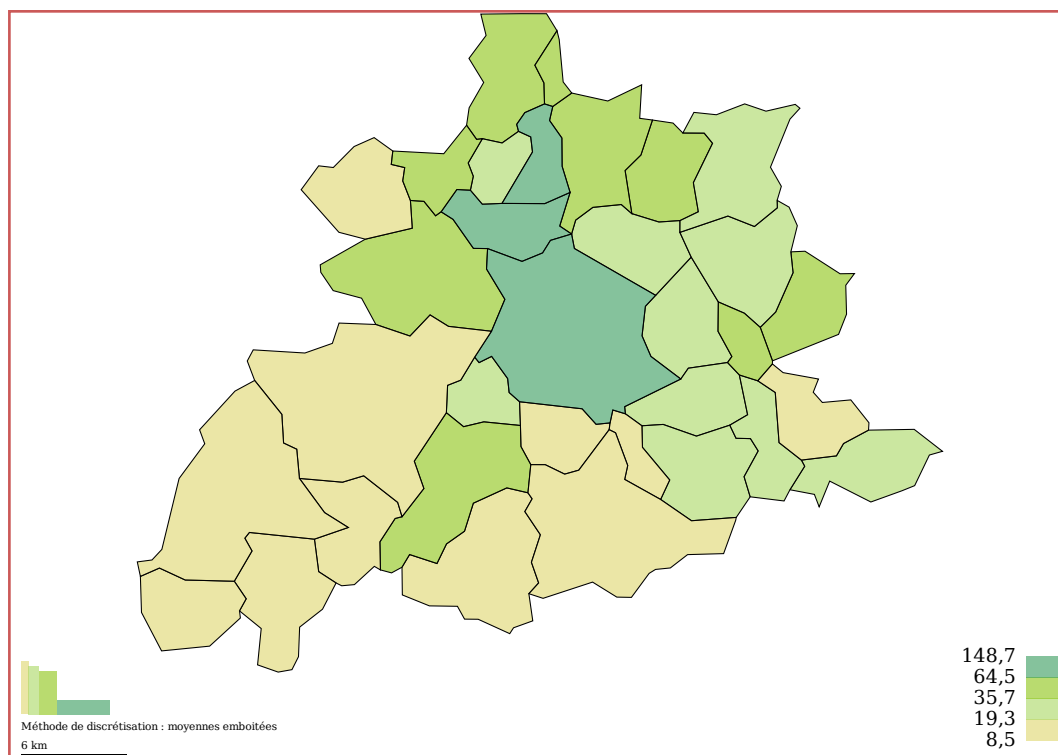 148,7
64,5
35,7
19,3
8,5
Méthode de discrétisation : moyennes emboitées
6 km